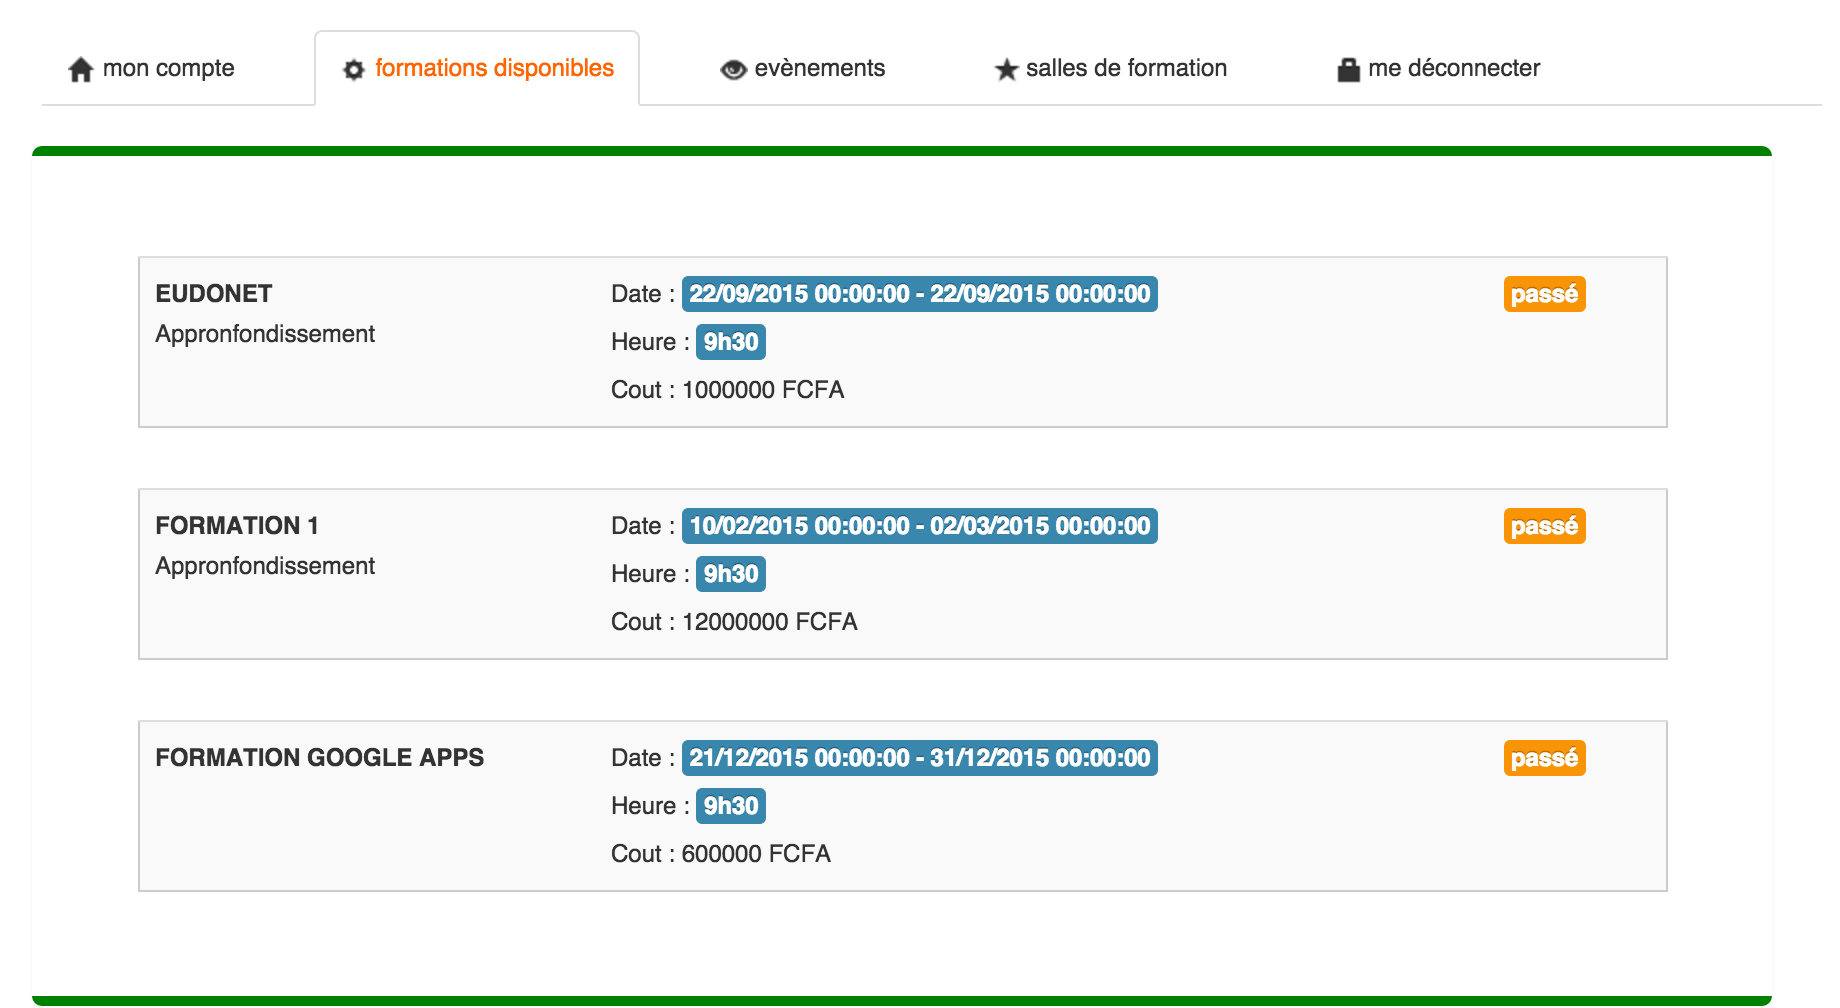 mon compte
formations disponibles
evènements
salles de formation
me déconnecter
EUDONET
Appronfondissement
Date : 22/09/2015 00:00:00 - 22/09/2015 00:00:00
Heure : 9h30
Cout : 1000000 FCFA
passé
FORMATION 1
Appronfondissement
Date : 10/02/2015 00:00:00 - 02/03/2015 00:00:00
Heure : 9h30
Cout : 12000000 FCFA
passé
FORMATION GOOGLE APPS
Date : 21/12/2015 00:00:00 - 31/12/2015 00:00:00
Heure : 9h30
Cout : 600000 FCFA
passé